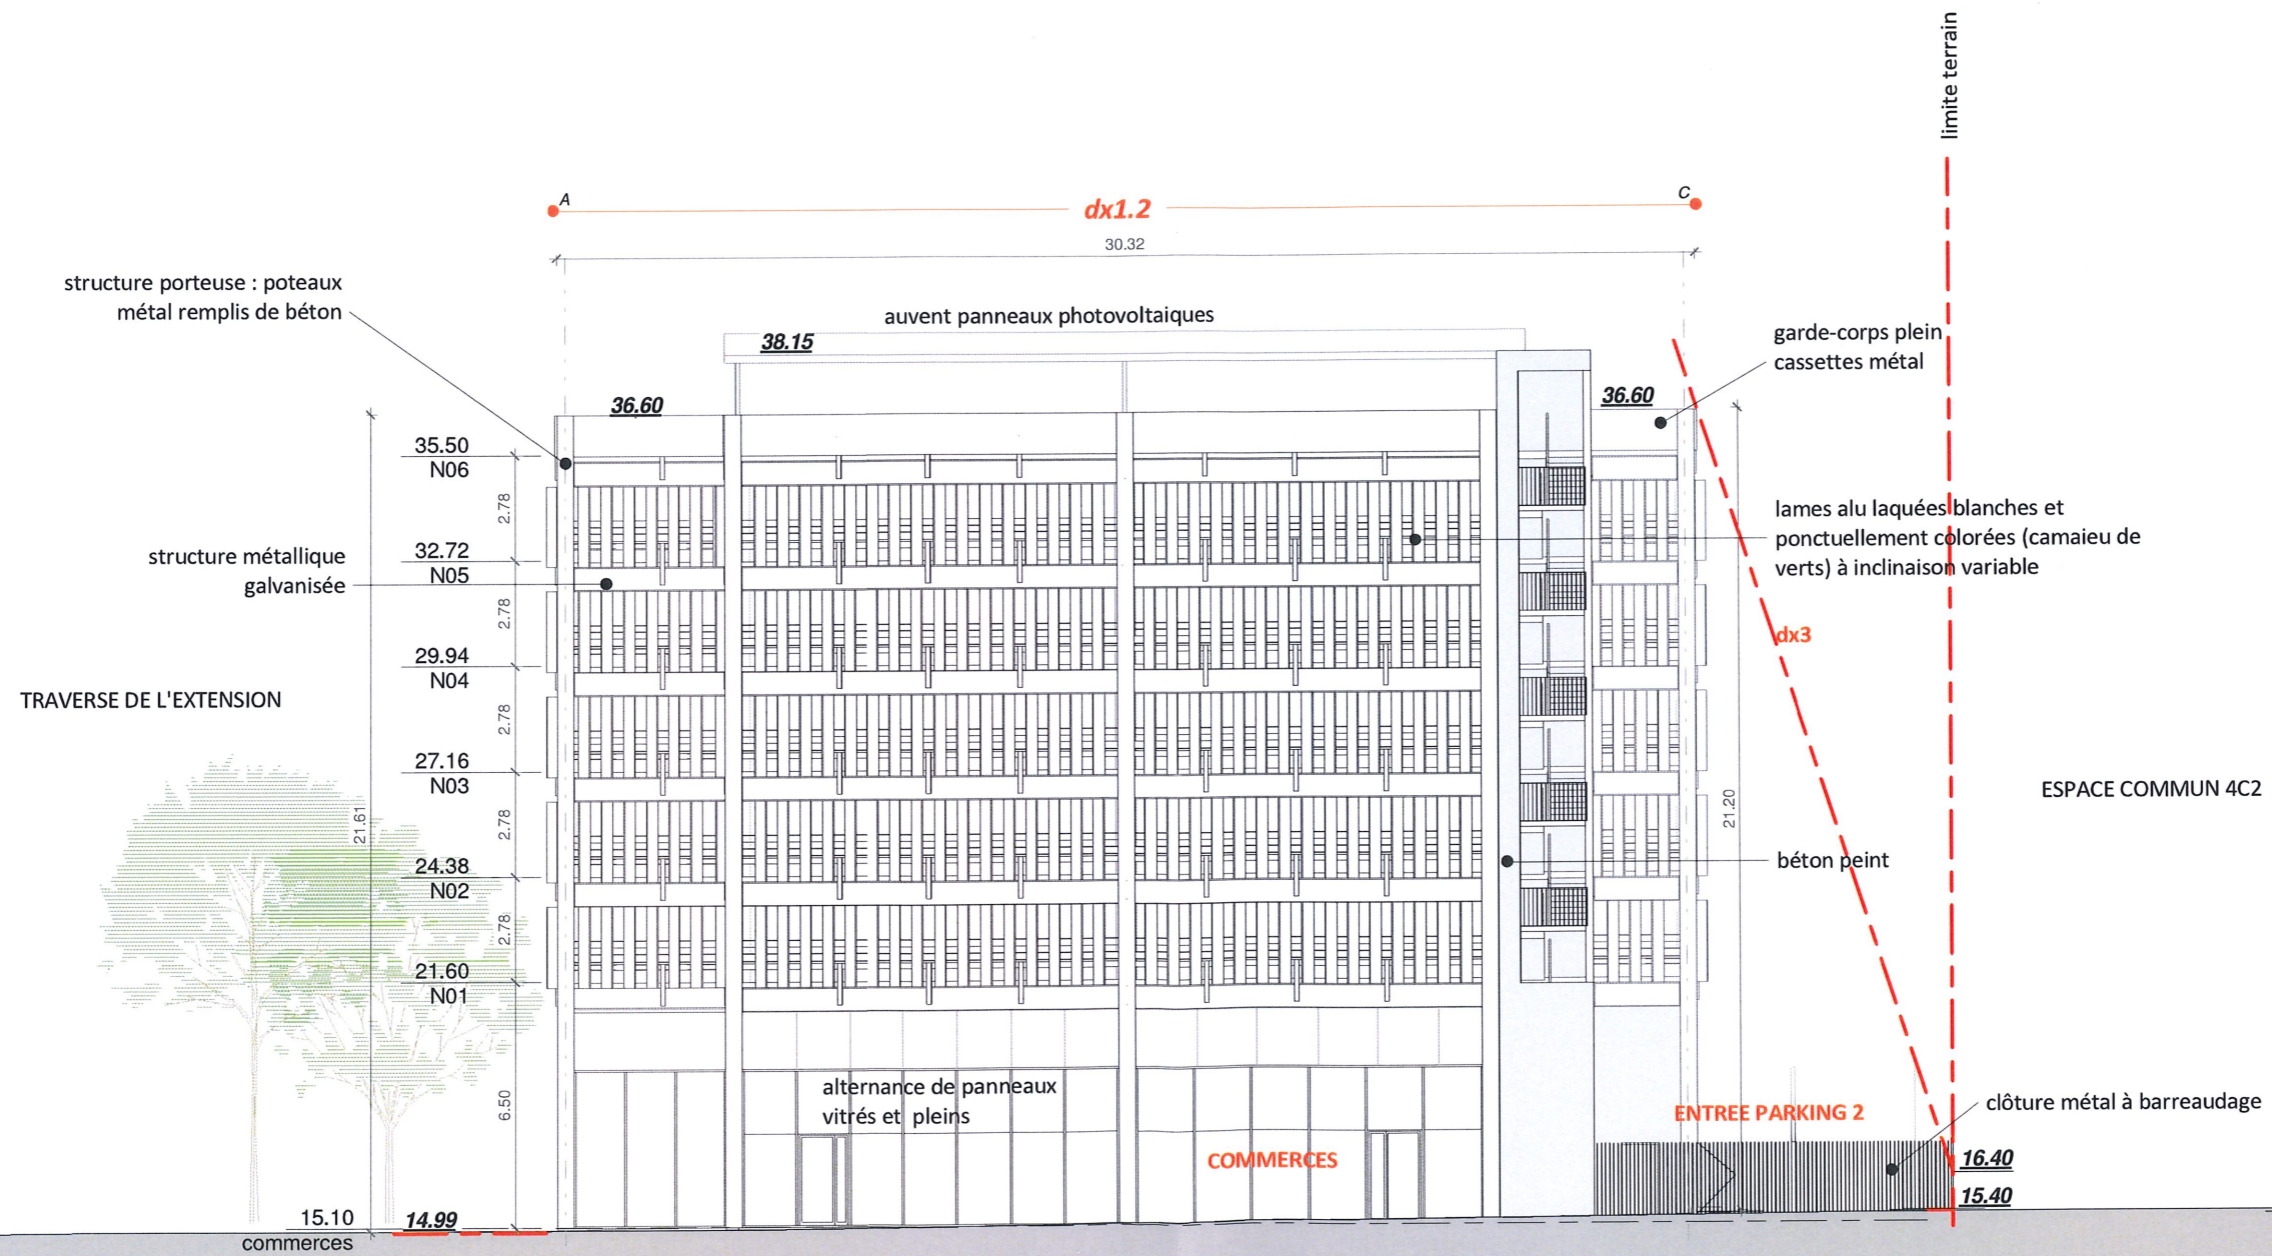 limite terrain
A
dx1.2
C
30.32
structure porteuse : poteaux
métal remplis de béton
auvent panneaux photovoltaiques
38.15
garde-corps plein
cassettes métal
36.60
36.60
35.50
N06
2.78
lames alu laquées blanches et
ponctuellement colorées (camaieu de
verts) à inclinaison variable
structure métallique
galvanisée
32.72
N05
2.78
dx3
29.94
N04
TRAVERSE DE L'EXTENSION
2.78
27.16
N03
ESPACE COMMUN 4C2
21.61
2.78
21.20
24.38
N02
béton peint
2.78
21.60
N01
6.50
alternance de panneaux
vitrés et pleins
ENTREE PARKING 2
clôture métal à barreaudage
COMMERCES
16.40
15.40
15.10
14.99
commerces